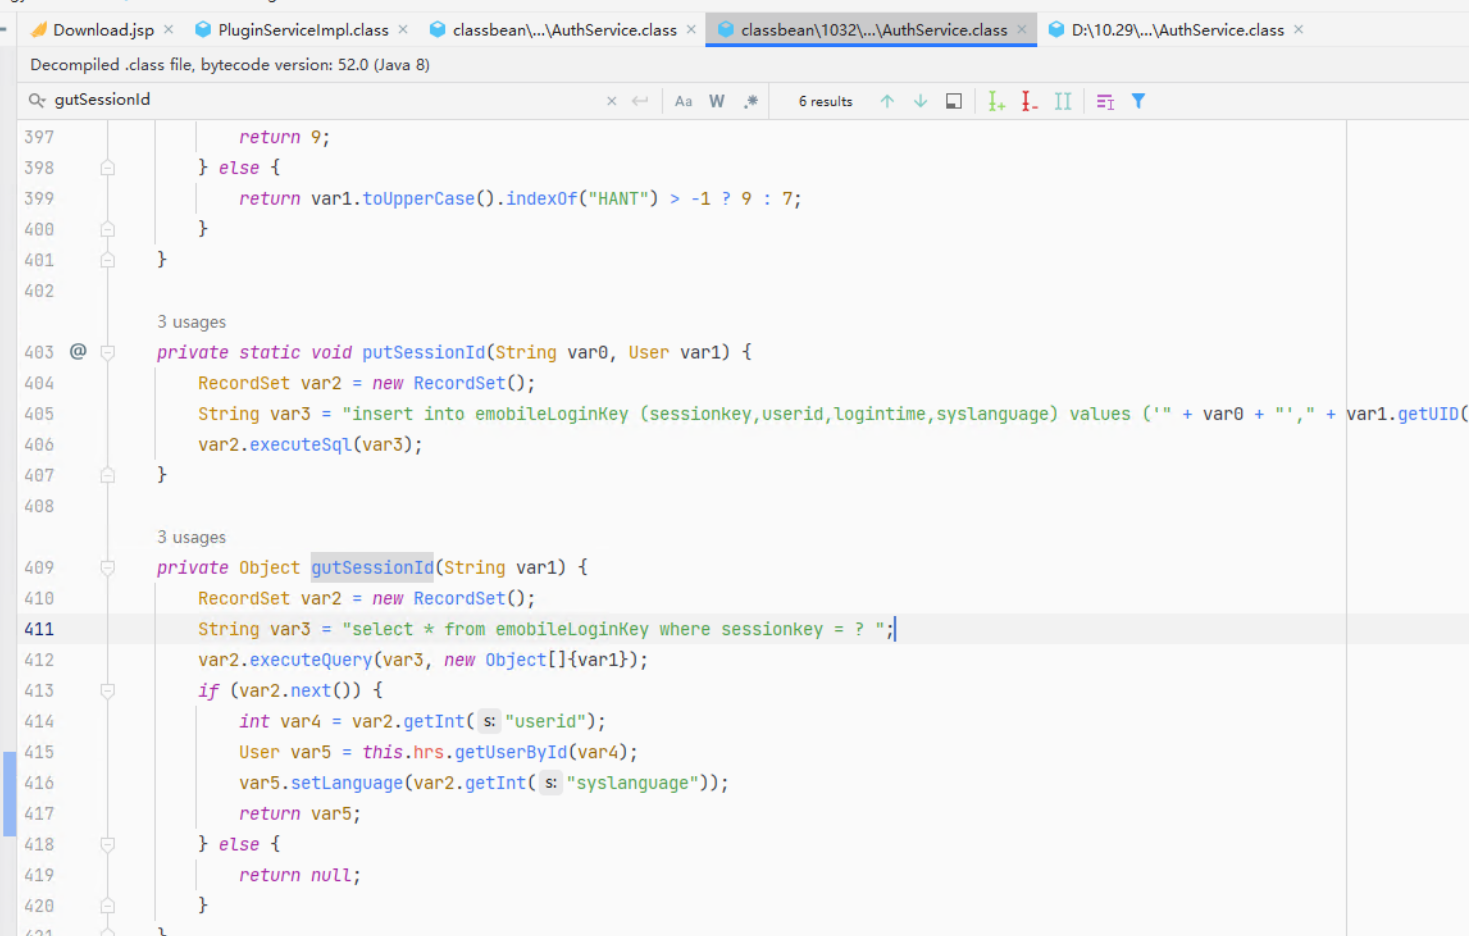 Download.jsp × PluginServiceImpl.class × classbean\...\AuthService.class × classbean\1032\...\AuthService.class × D:\10.29\...\AuthService.class ×
Decompiled .class file, bytecode version: 52.0 (Java 8)
gutSessionId × Aa W .* 6 results
397 return 9;
398 } else {
399 return var1.toUpperCase().indexOf("HANT") > -1 ? 9 : 7;
400 }
401 }
402
3 usages
403 @ private static void putSessionId(String var0, User var1) {
404 RecordSet var2 = new RecordSet();
405 String var3 = "insert into emobileLoginKey (sessionkey,userid,logintime,syslanguage) values ('" + var0 + "'," + var1.getUID(
406 var2.executeSql(var3);
407 }
408
3 usages
409 private Object gutSessionId(String var1) {
410 RecordSet var2 = new RecordSet();
411 String var3 = "select * from emobileLoginKey where sessionkey = ? ";
412 var2.executeQuery(var3, new Object[]{var1});
413 if (var2.next()) {
414 int var4 = var2.getInt( s: "userid");
415 User var5 = this.hrs.getUserById(var4);
416 var5.setLanguage(var2.getInt( s: "syslanguage"));
417 return var5;
418 } else {
419 return null;
420 }